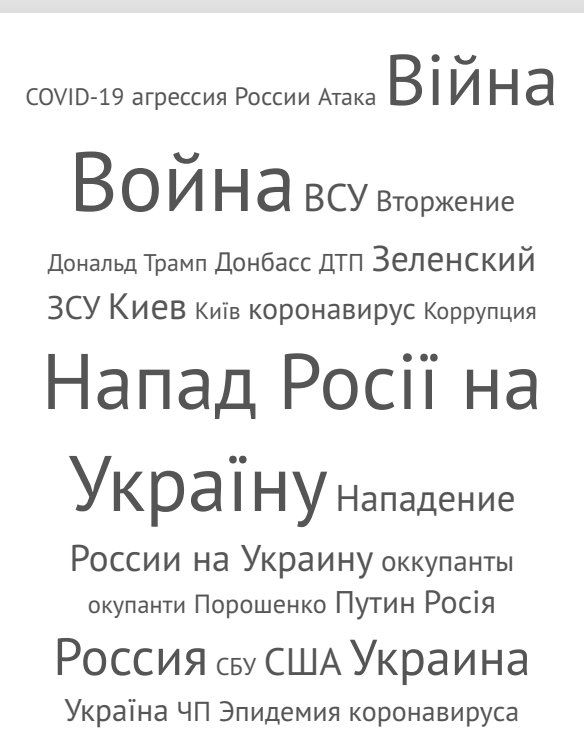 COVID-19 агрессия России Атака Війна
Война ВСУ Вторжение
Дональд Трамп Донбасс ДТП Зеленский
ЗСУ Киев Київ коронавирус Коррупция
Напад Росії на
Україну Нападение
России на Украину оккупанты
окупанти Порошенко Путин Росія
Россия СБУ США Украина
Україна ЧП Эпидемия коронавируса